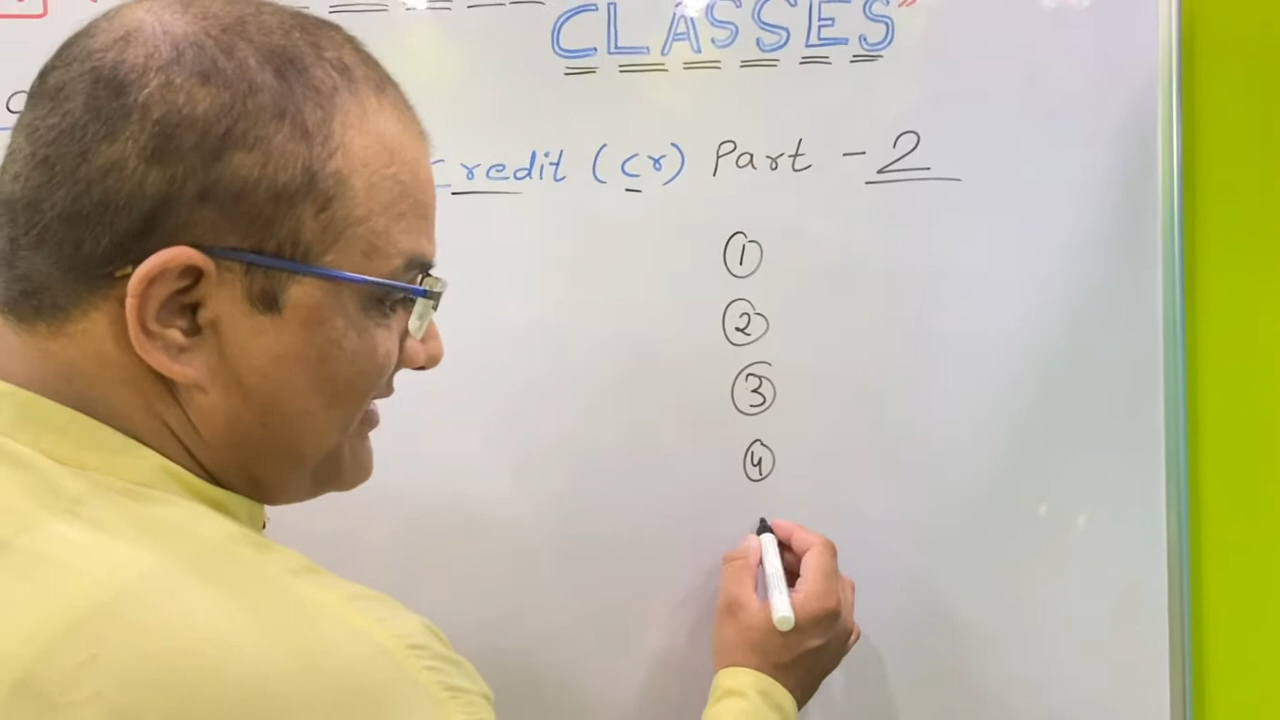 CLASSES”
Credit (Cr) Part - 2
①
②
③
④